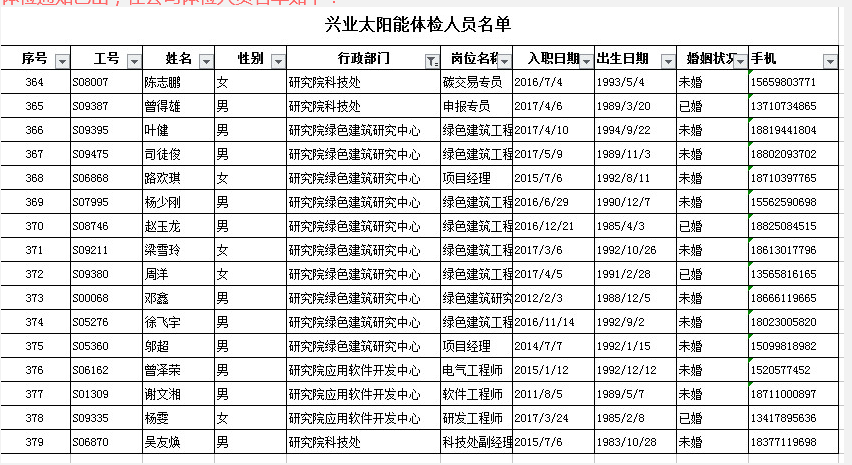 兴业太阳能体检人员名单
序号 工号 姓名 性别 行政部门 岗位名称 入职日期 出生日期 婚姻状况 手机
364 S08007 陈志鹏 女 研究院科技处 碳交易专员 2016/7/4 1993/5/4 未婚 15659803771
365 S09387 曾得雄 男 研究院科技处 申报专员 2017/4/6 1989/3/20 已婚 13710734865
366 S09395 叶健 男 研究院绿色建筑研究中心 绿色建筑工程 2017/4/10 1994/9/22 未婚 18819441804
367 S09475 司徒俊 男 研究院绿色建筑研究中心 绿色建筑工程 2017/5/9 1989/11/3 未婚 18802093702
368 S06868 路欢琪 女 研究院绿色建筑研究中心 项目经理 2015/7/6 1992/8/11 未婚 18710397765
369 S07995 杨少刚 男 研究院绿色建筑研究中心 绿色建筑工程 2016/6/29 1990/12/7 未婚 15562590698
370 S08746 赵玉龙 男 研究院绿色建筑研究中心 绿色建筑工程 2016/12/21 1985/4/3 已婚 18825084515
371 S09211 梁雪玲 女 研究院绿色建筑研究中心 绿色建筑工程 2017/3/6 1992/10/26 未婚 18613017796
372 S09380 周洋 女 研究院绿色建筑研究中心 绿色建筑工程 2017/4/5 1991/2/28 已婚 13565816165
373 S00068 邓鑫 男 研究院绿色建筑研究中心 绿色建筑研究 2012/2/3 1988/12/5 未婚 18666119665
374 S05276 徐飞宇 男 研究院绿色建筑研究中心 绿色建筑工程 2016/11/14 1992/9/2 未婚 18023005820
375 S05360 邬超 男 研究院绿色建筑研究中心 项目经理 2014/7/7 1992/1/15 未婚 15099818982
376 S06162 曾泽荣 男 研究院应用软件开发中心 电气工程师 2015/1/12 1992/12/12 未婚 1520577452
377 S01309 谢文湘 男 研究院应用软件开发中心 软件工程师 2011/8/5 1989/5/7 未婚 18711000897
378 S09335 杨雯 女 研究院应用软件开发中心 研发工程师 2017/3/24 1985/2/8 已婚 13417895636
379 S06870 吴友焕 男 研究院科技处 科技处副经理 2015/7/6 1983/10/28 未婚 18377119698